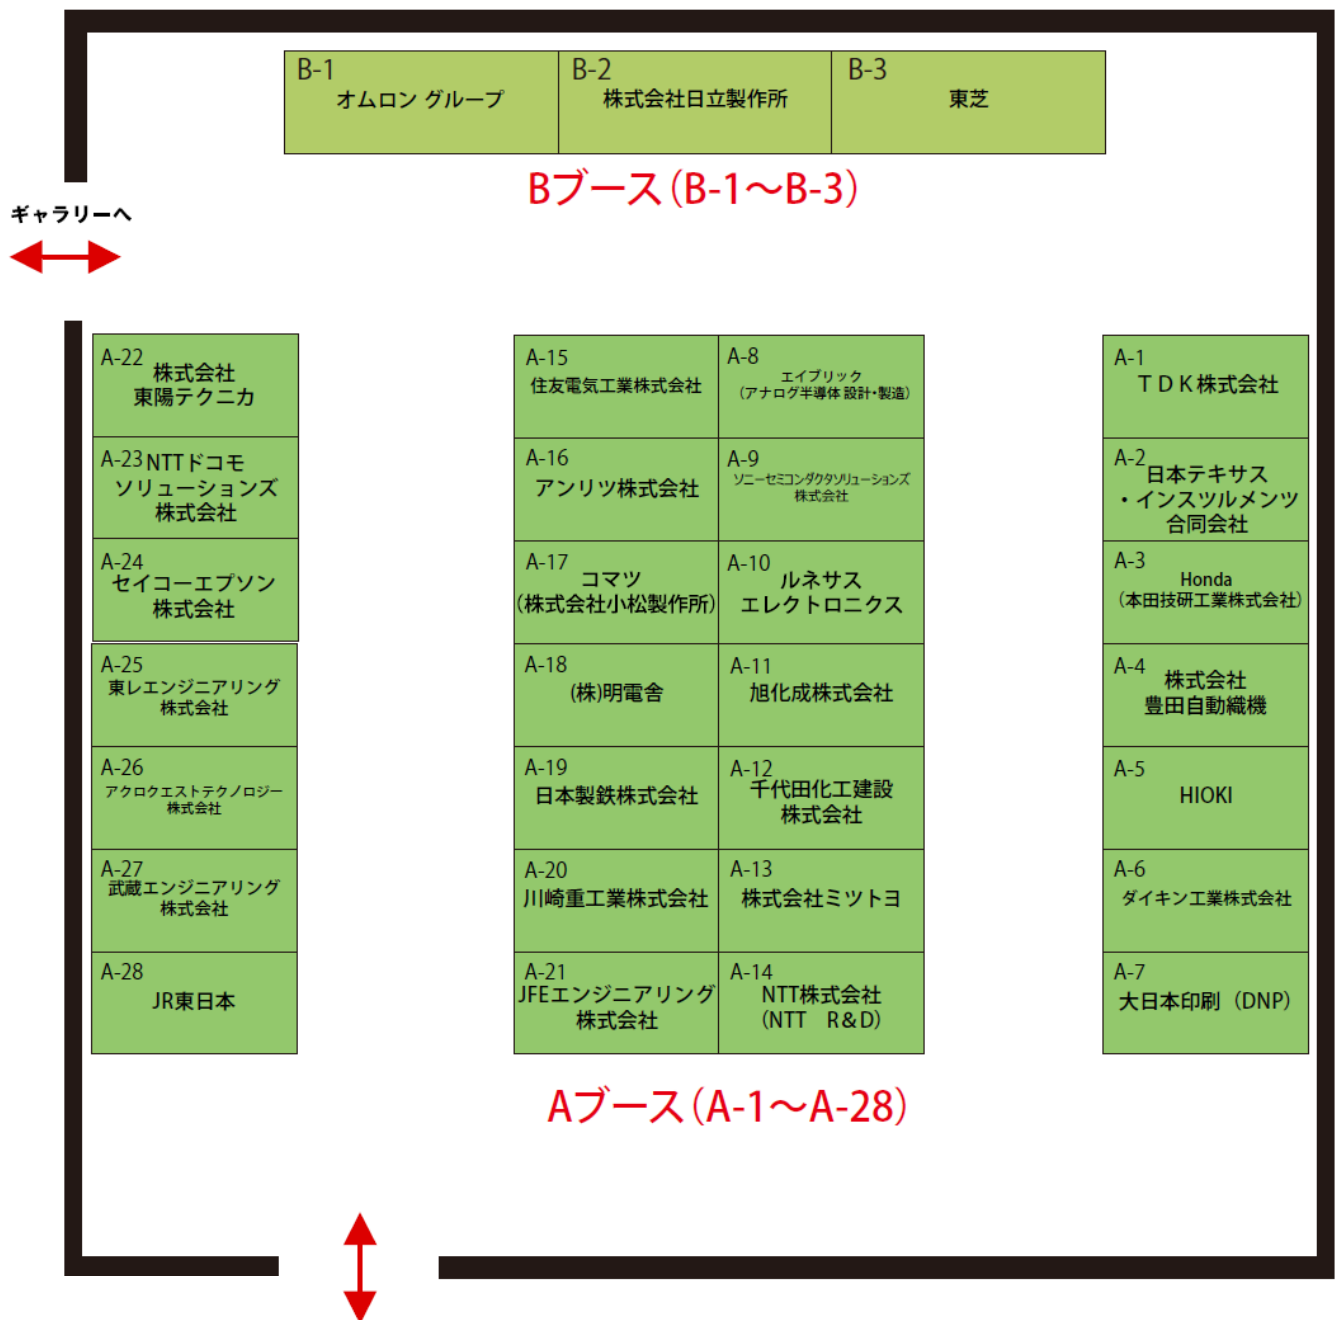 B-1
オムロン グループ
B-2
株式会社日立製作所
B-3
東芝
Bブース(B-1〜B-3)
ギャラリーへ
A-22
株式会社
東陽テクニカ
A-23
NTTドコモ
ソリューションズ
株式会社
A-24
セイコーエプソン
株式会社
A-25
東レエンジニアリング
株式会社
A-26
アクロクエストテクノロジー
株式会社
A-27
武蔵エンジニアリング
株式会社
A-28
JR東日本
A-15
住友電気工業株式会社
A-16
アンリツ株式会社
A-17
コマツ
(株式会社小松製作所)
A-18
(株)明電舎
A-19
日本製鉄株式会社
A-20
川崎重工業株式会社
A-21
JFEエンジニアリング
株式会社
A-8
エイブリック
(アナログ半導体 設計・製造)
A-9
ソニーセミコンダクタソリューションズ
株式会社
A-10
ルネサス
エレクトロニクス
A-11
旭化成株式会社
A-12
千代田化工建設
株式会社
A-13
株式会社ミツトヨ
A-14
NTT株式会社
(NTT　R&D)
A-1
TDK株式会社
A-2
日本テキサス
・インスツルメンツ
合同会社
A-3
Honda
(本田技研工業株式会社)
A-4
株式会社
豊田自動織機
A-5
HIOKI
A-6
ダイキン工業株式会社
A-7
大日本印刷（DNP）
Aブース(A-1〜A-28)